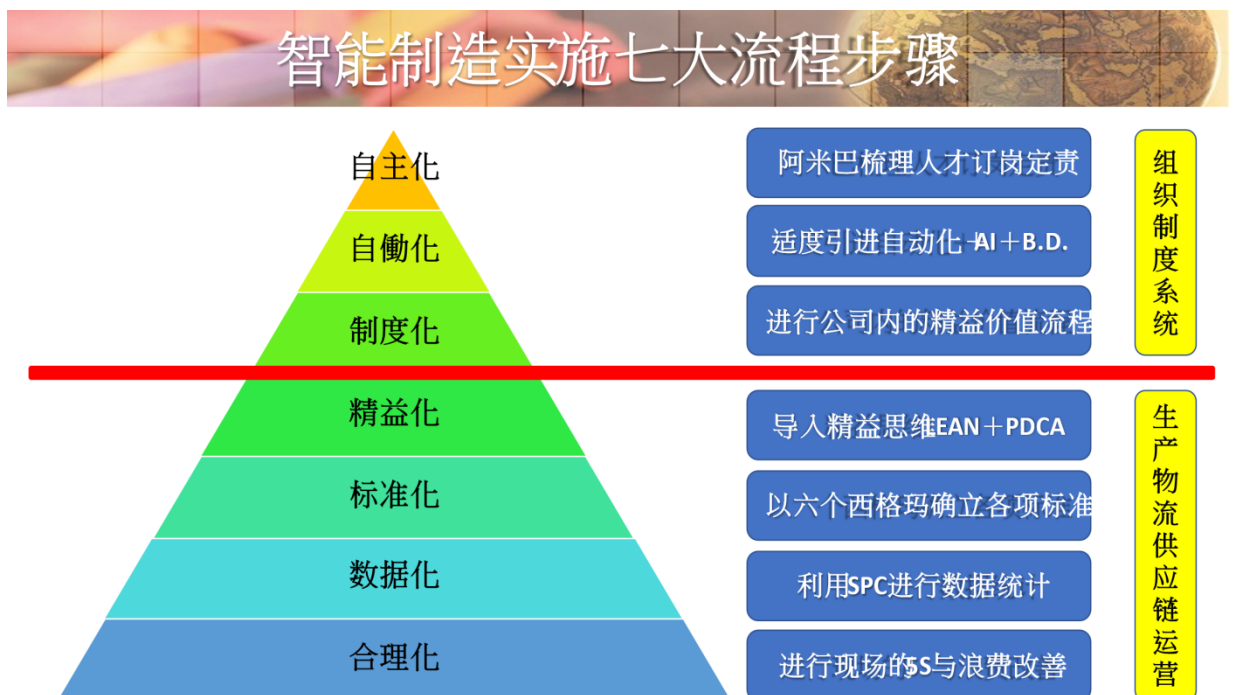 智能制造实施七大流程步骤
自主化
阿米巴梳理人才订岗定责
自働化
适度引进自动化+AI＋B.D.
制度化
进行公司内的精益价值流程
组织制度系统
精益化
导入精益思维LEAN＋PDCA
标准化
以六个西格玛确立各项标准
数据化
利用SPC进行数据统计
合理化
进行现场的5S与浪费改善
生产物流供应链运营